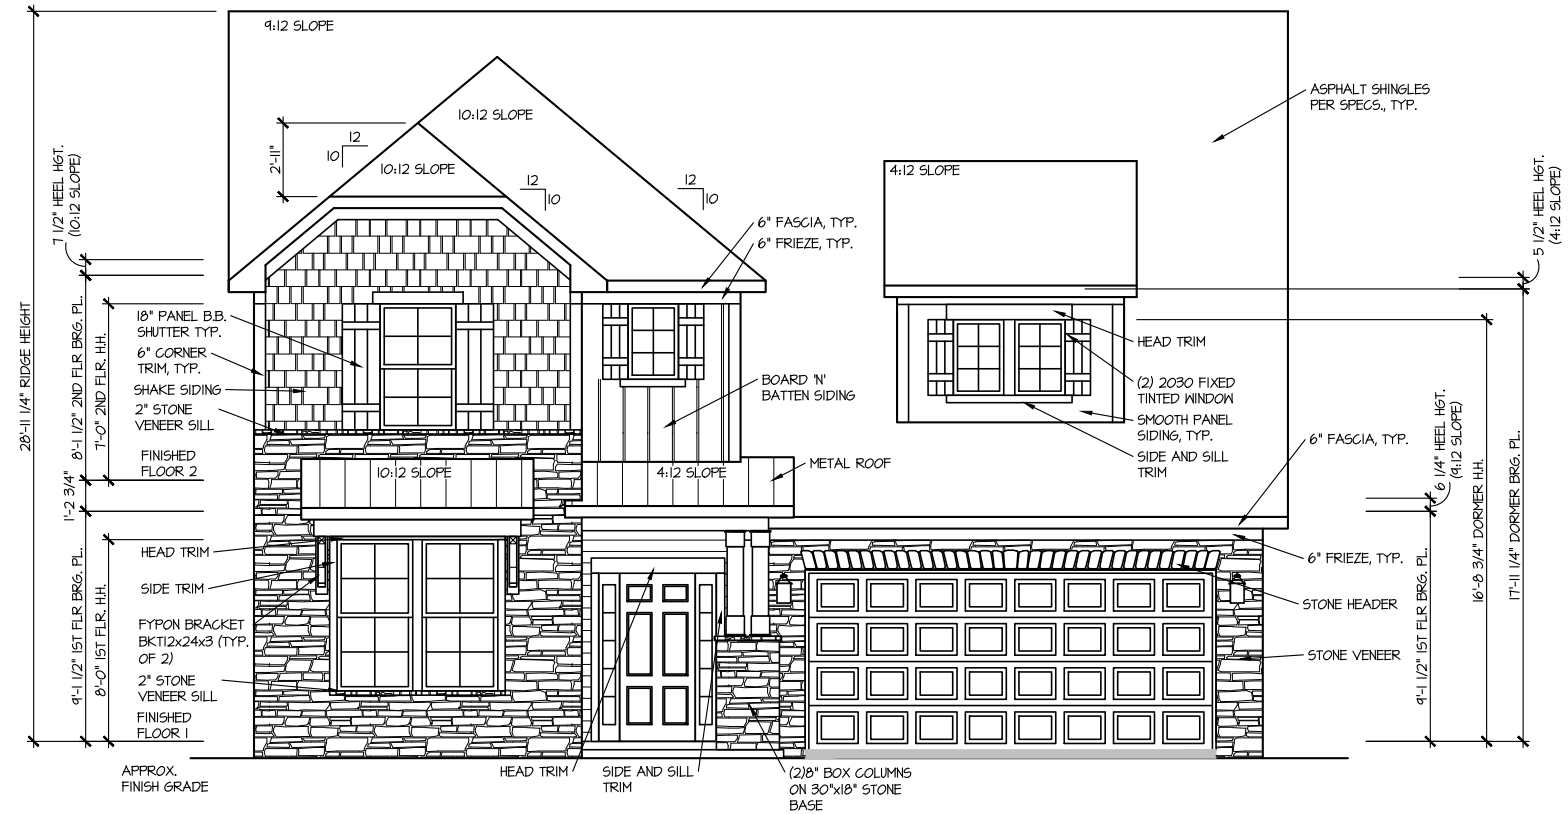 9:12 SLOPE
10:12 SLOPE
12
10
2'-11"
10:12 SLOPE
12
10
12
10
4:12 SLOPE
ASPHALT SHINGLES
PER SPECS., TYP.
6" FASCIA, TYP.
6" FRIEZE, TYP.
7 1/2" HEEL HGT.
(10:12 SLOPE)
28'-11 1/4" RIDGE HEIGHT
8'-1 1/2" 2ND FLR BRG. PL.
7'-0" 2ND FLR. H.H.
1'-2 3/4"
9'-1 1/2" 1ST FLR BRG. PL.
8'-0" 1ST FLR. H.H.
18" PANEL B.B.
SHUTTER TYP.
6" CORNER
TRIM, TYP.
SHAKE SIDING
2" STONE
VENEER SILL
FINISHED
FLOOR 2
HEAD TRIM
SIDE TRIM
FYPON BRACKET
BKT12x24x3 (TYP.
OF 2)
2" STONE
VENEER SILL
FINISHED
FLOOR 1
APPROX.
FINISH GRADE
10:12 SLOPE
4:12 SLOPE
BOARD 'N'
BATTEN SIDING
METAL ROOF
HEAD TRIM
(2) 2030 FIXED
TINTED WINDOW
SMOOTH PANEL
SIDING, TYP.
SIDE AND SILL
TRIM
6" FASCIA, TYP.
6" FRIEZE, TYP.
STONE HEADER
STONE VENEER
HEAD TRIM
SIDE AND SILL
TRIM
(2)8" BOX COLUMNS
ON 30"x18" STONE
BASE
5 1/2" HEEL HGT.
(4:12 SLOPE)
6 1/4" HEEL HGT.
(9:12 SLOPE)
9'-1 1/2" 1ST FLR BRG. PL.
16'-8 3/4" DORMER H.H.
17'-11 1/4" DORMER BRG. PL.